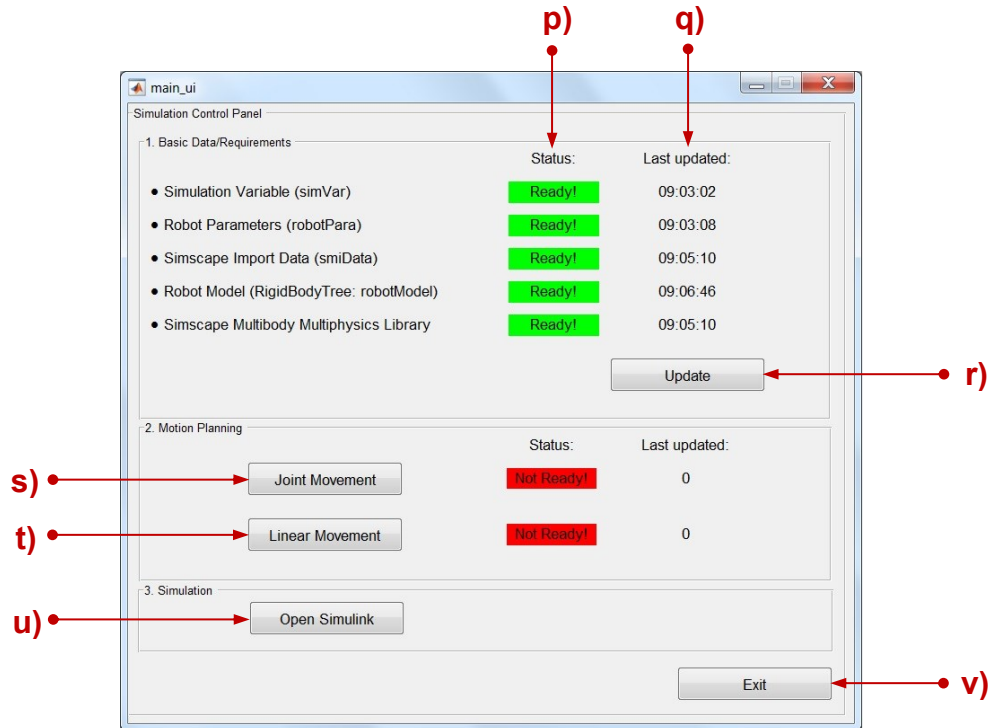 p) q)
main_ui
Simulation Control Panel
1. Basic Data/Requirements
Status: Last updated:
● Simulation Variable (simVar) Ready! 09:03:02
● Robot Parameters (robotPara) Ready! 09:03:08
● Simscape Import Data (smiData) Ready! 09:05:10
● Robot Model (RigidBodyTree: robotModel) Ready! 09:06:46
● Simscape Multibody Multiphysics Library Ready! 09:05:10
Update r)
2. Motion Planning
Status: Last updated:
s) Joint Movement Not Ready! 0
t) Linear Movement Not Ready! 0
3. Simulation
u) Open Simulink
Exit v)